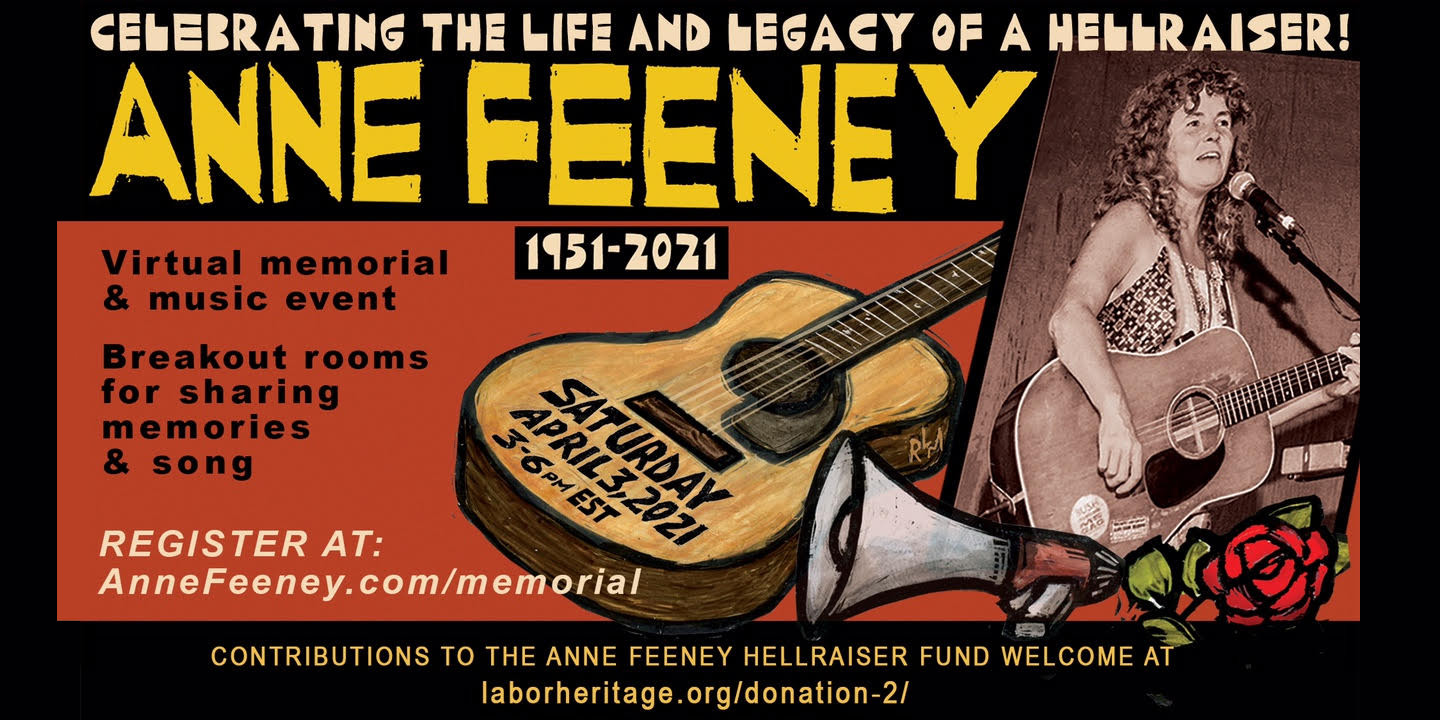 CELEBRATING THE LIFE AND LEGACY OF A HELLRAISER!
ANNE FEENEY
1951-2021
Virtual memorial
& music event
Breakout rooms
for sharing
memories
& song
SATURDAY
APRIL 3, 2021
3-6PM EST
RLM
REGISTER AT:
AnneFeeney.com/memorial
CONTRIBUTIONS TO THE ANNE FEENEY HELLRAISER FUND WELCOME AT
laborheritage.org/donation-2/